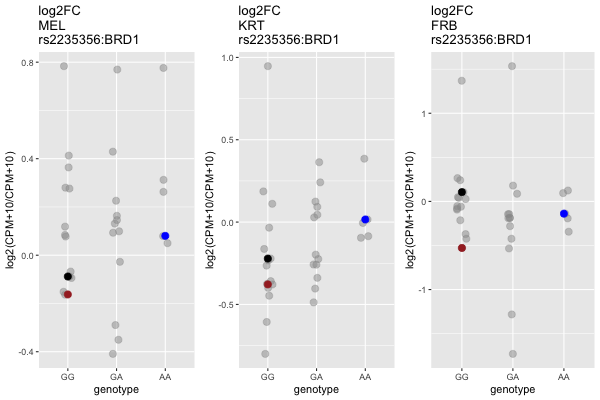 log2FC
MEL
rs2235356:BRD1
log2(CPM+10/CPM+10)
0.8
0.4
0.0
-0.4
GG GA AA
genotype
log2FC
KRT
rs2235356:BRD1
log2(CPM+10/CPM+10)
1.0
0.5
0.0
-0.5
GG GA AA
genotype
log2FC
FRB
rs2235356:BRD1
log2(CPM+10/CPM+10)
1
0
-1
GG GA AA
genotype